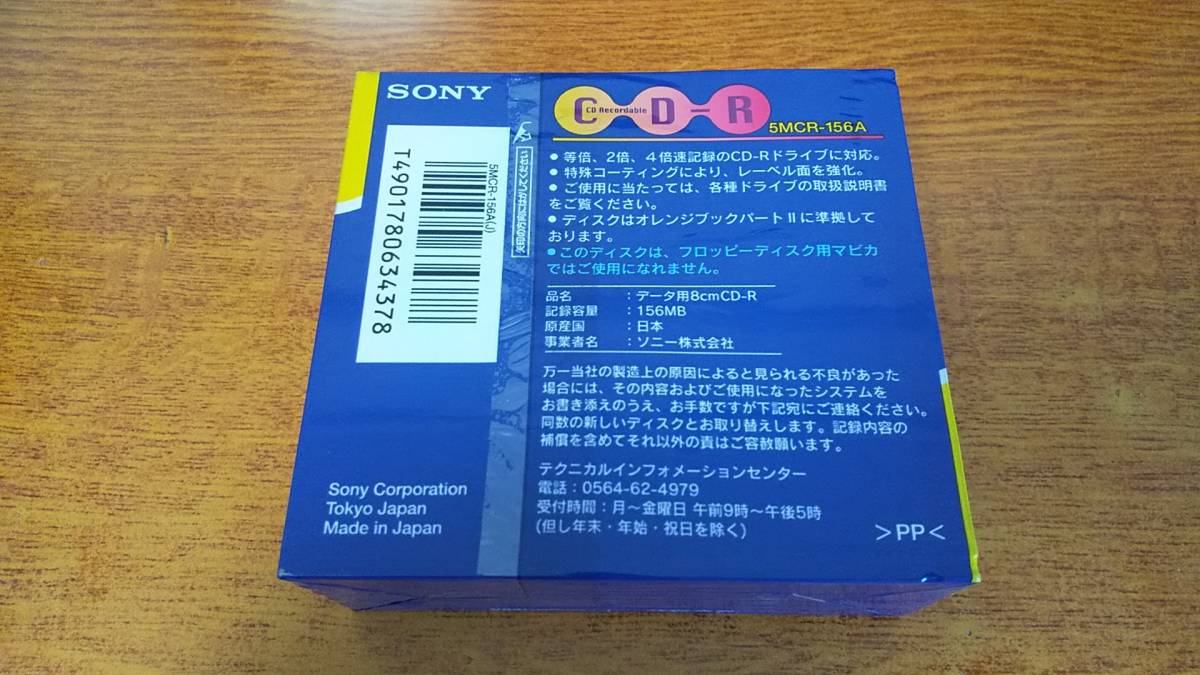 SONY
T4901780634378
5MCR-156A(J)
矢印の方向にはがしてください
CD-R
CD Recordable
5MCR-156A
●等倍、2倍、4倍速記録のCD-Rドライブに対応。
●特殊コーティングにより、レーベル面を強化。
●ご使用に当たっては、各種ドライブの取扱説明書
をご覧ください。
●ディスクはオレンジブックパートⅡに準拠して
おります。
●このディスクは、フロッピーディスク用マビカ
ではご使用になれません。
品名 :データ用8cmCD-R
記録容量 :156MB
原産国 :日本
事業者名 :ソニー株式会社
万一当社の製造上の原因によると見られる不良があった
場合には、その内容およびご使用になったシステムを
お書き添えのうえ、お手数ですが下記宛にご連絡ください。
同数の新しいディスクとお取り替えします。記録内容の
補償を含めてそれ以外の責はご容赦願います。
テクニカルインフォメーションセンター
電話:0564-62-4979
受付時間:月~金曜日 午前9時~午後5時
(但し年末・年始・祝日を除く)
>PP<
Sony Corporation
Tokyo Japan
Made in Japan